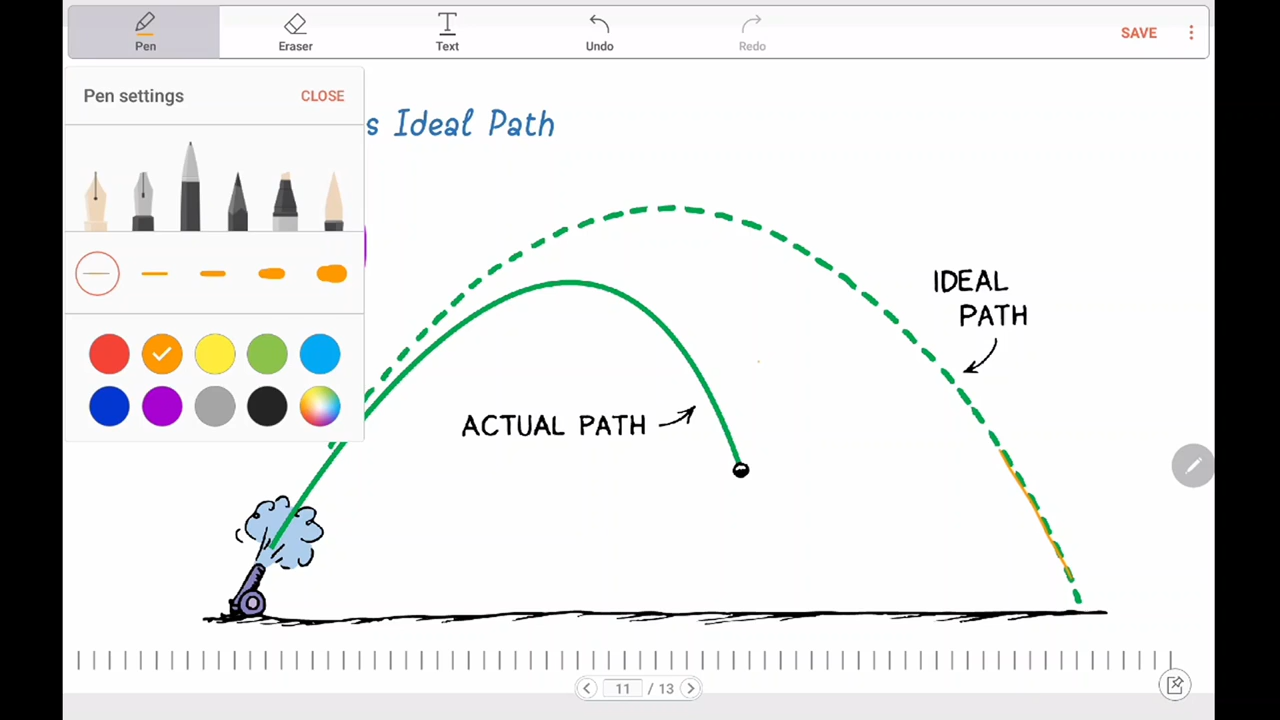 Pen
Eraser
Text
Undo
Redo
SAVE
Pen settings
CLOSE
s Ideal Path
IDEAL
PATH
ACTUAL PATH
11 / 13